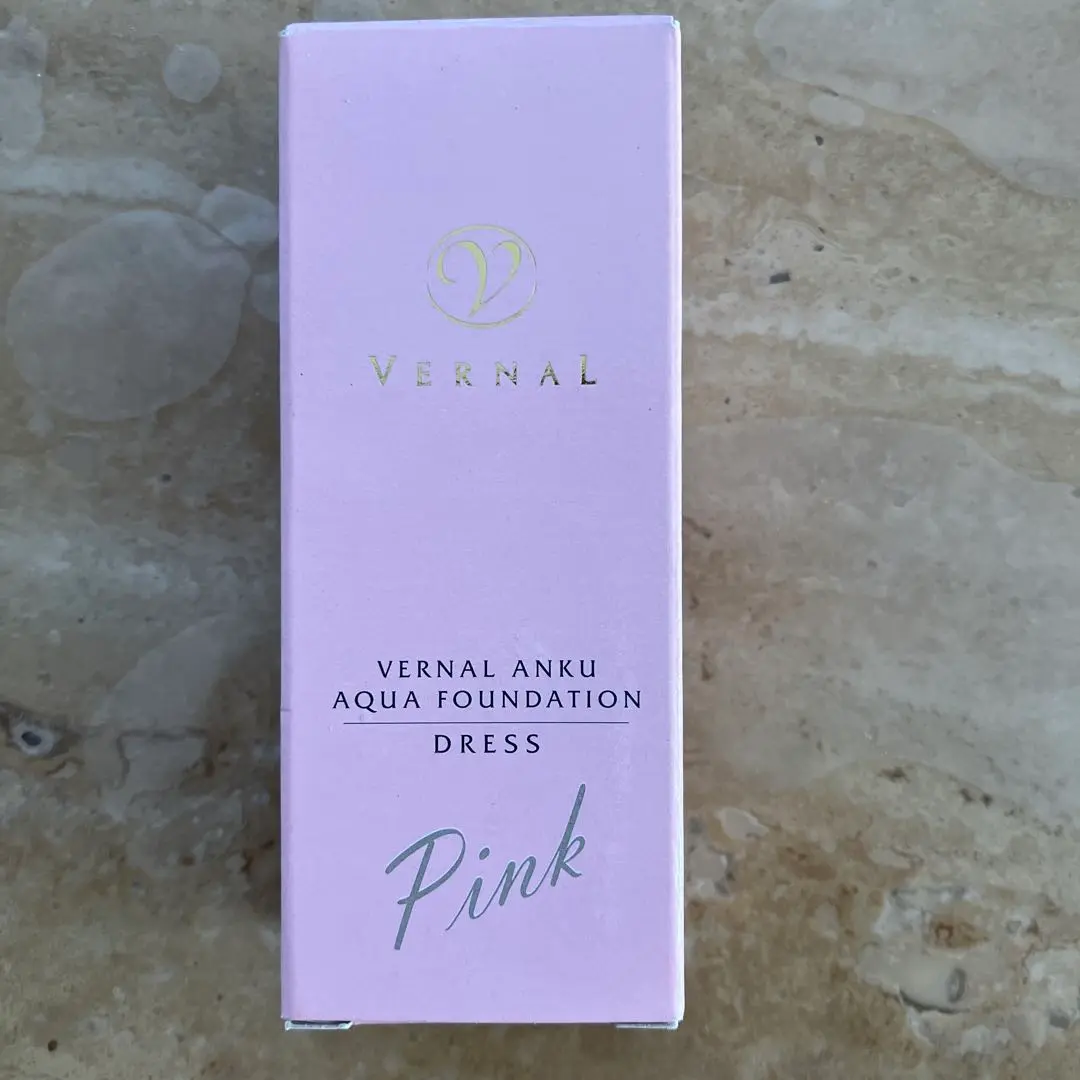 V
VERNAL
VERNAL ANKU
AQUA FOUNDATION
DRESS
Pink